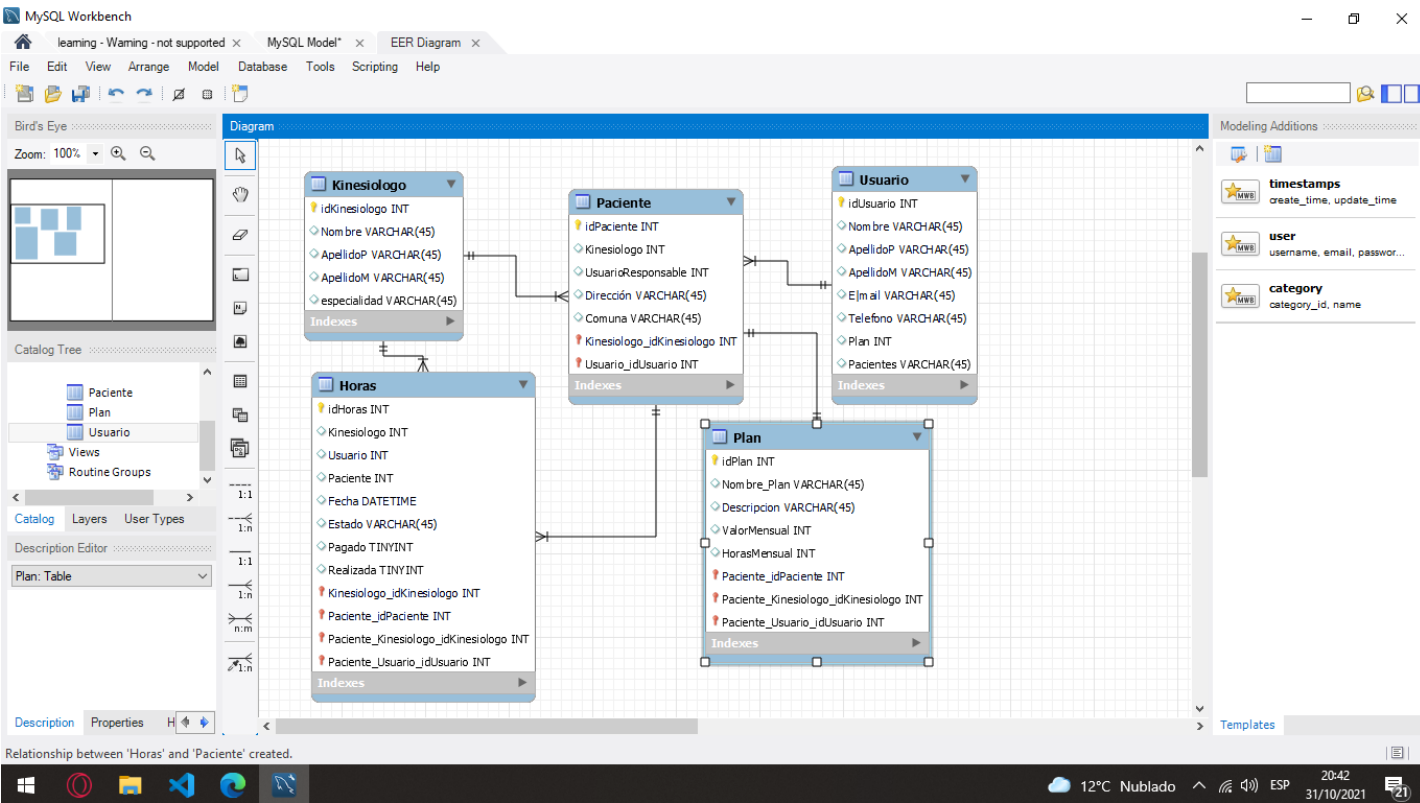 MySQL Workbench
learning - Warning - not supported
MySQL Model*
EER Diagram
File Edit View Arrange Model Database Tools Scripting Help
Bird's Eye
Zoom: 100%
Catalog Tree
Paciente
Plan
Usuario
Views
Routine Groups
Catalog Layers User Types
Description Editor
Plan: Table
Description Properties H
Diagram
1:1
1:n
1:1
1:n
n:m
1:n
Kinesiologo
idKinesiologo INT
Nombre VARCHAR(45)
ApellidoP VARCHAR(45)
ApellidoM VARCHAR(45)
especialidad VARCHAR(45)
Indexes
Paciente
idPaciente INT
Kinesiologo INT
UsuarioResponsable INT
Dirección VARCHAR(45)
Comuna VARCHAR(45)
Kinesiologo_idKinesiologo INT
Usuario_idUsuario INT
Indexes
Usuario
idUsuario INT
Nombre VARCHAR(45)
ApellidoP VARCHAR(45)
ApellidoM VARCHAR(45)
E|mail VARCHAR(45)
Telefono VARCHAR(45)
Plan INT
Pacientes VARCHAR(45)
Indexes
Horas
idHoras INT
Kinesiologo INT
Usuario INT
Paciente INT
Fecha DATETIME
Estado VARCHAR(45)
Pagado TINYINT
Realizada TINYINT
Kinesiologo_idKinesiologo INT
Paciente_idPaciente INT
Paciente_Kinesiologo_idKinesiologo INT
Paciente_Usuario_idUsuario INT
Indexes
Plan
idPlan INT
Nombre_Plan VARCHAR(45)
Descripcion VARCHAR(45)
ValorMensual INT
HorasMensual INT
Paciente_idPaciente INT
Paciente_Kinesiologo_idKinesiologo INT
Paciente_Usuario_idUsuario INT
Indexes
Modeling Additions
MWB
timestamps
create_time, update_time
MWB
user
username, email, passwor...
MWB
category
category_id, name
Templates
Relationship between 'Horas' and 'Paciente' created.
12°C Nublado
ESP
20:42
31/10/2021
21